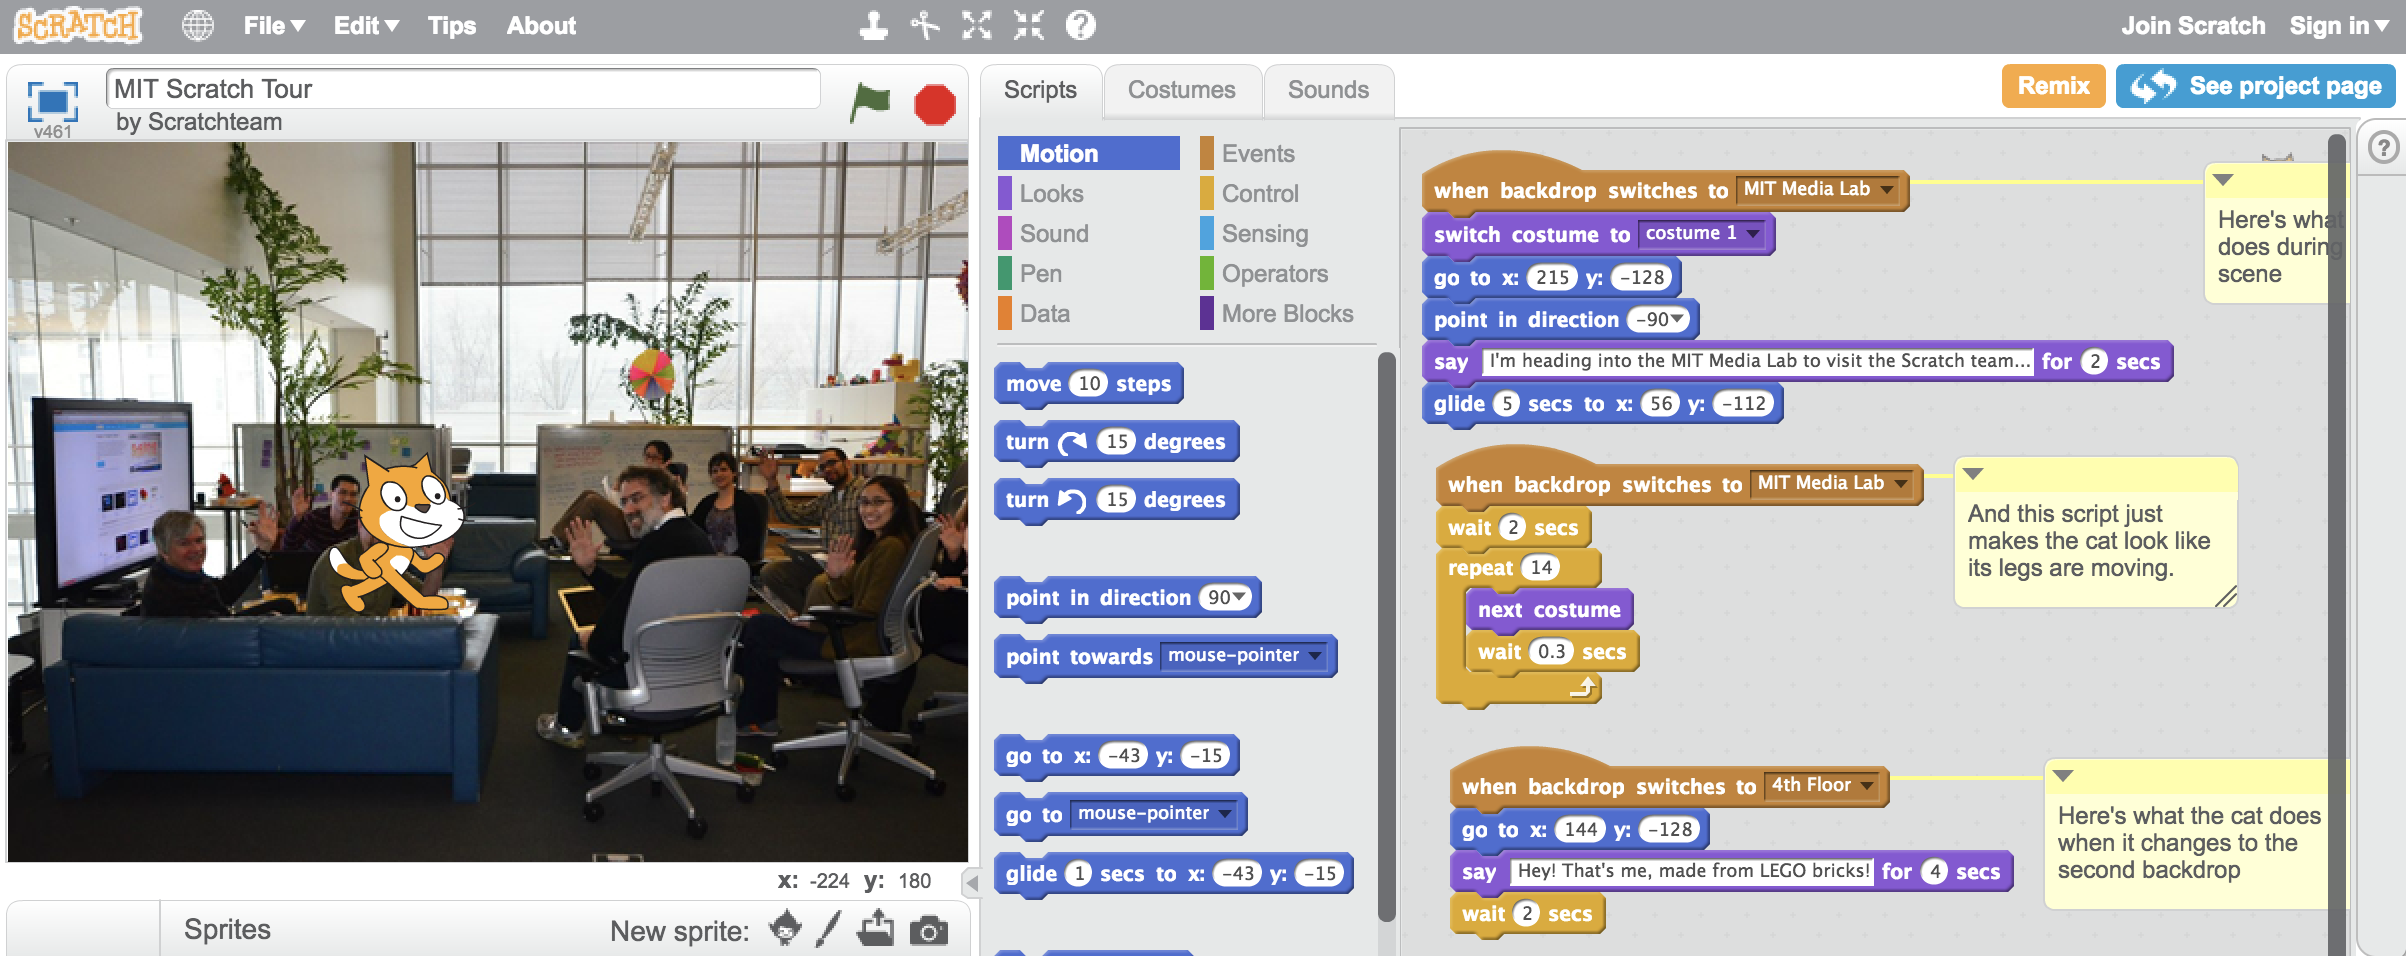 SCRATCH
File Edit Tips About
Join Scratch Sign in
MIT Scratch Tour
by Scratchteam
v461
Scripts Costumes Sounds
Remix See project page
Motion Events
Looks Control
Sound Sensing
Pen Operators
Data More Blocks
move 10 steps
turn 15 degrees
turn 15 degrees
point in direction 90
point towards mouse-pointer
go to x: -43 y: -15
go to mouse-pointer
glide 1 secs to x: -43 y: -15
when backdrop switches to MIT Media Lab
switch costume to costume 1
go to x: 215 y: -128
point in direction -90
say I'm heading into the MIT Media Lab to visit the Scratch team... for 2 secs
glide 5 secs to x: 56 y: -112
Here's what
does during
scene
when backdrop switches to MIT Media Lab
wait 2 secs
repeat 14
next costume
wait 0.3 secs
And this script just
makes the cat look like
its legs are moving.
when backdrop switches to 4th Floor
go to x: 144 y: -128
say Hey! That's me, made from LEGO bricks! for 4 secs
wait 2 secs
Here's what the cat does
when it changes to the
second backdrop
x: -224 y: 180
Sprites New sprite: